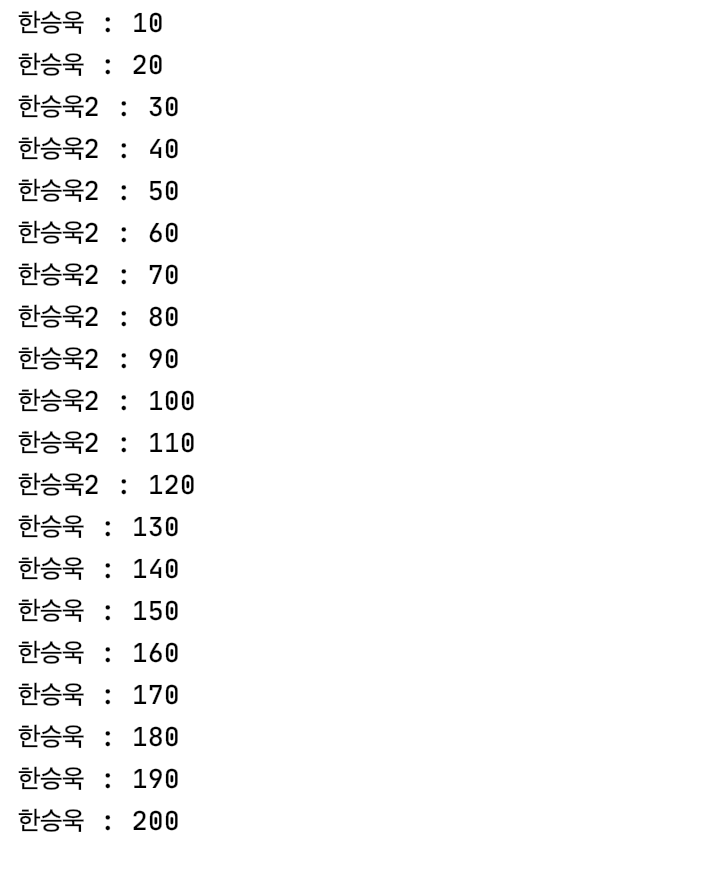 한승욱 : 10
한승욱 : 20
한승욱2 : 30
한승욱2 : 40
한승욱2 : 50
한승욱2 : 60
한승욱2 : 70
한승욱2 : 80
한승욱2 : 90
한승욱2 : 100
한승욱2 : 110
한승욱2 : 120
한승욱 : 130
한승욱 : 140
한승욱 : 150
한승욱 : 160
한승욱 : 170
한승욱 : 180
한승욱 : 190
한승욱 : 200